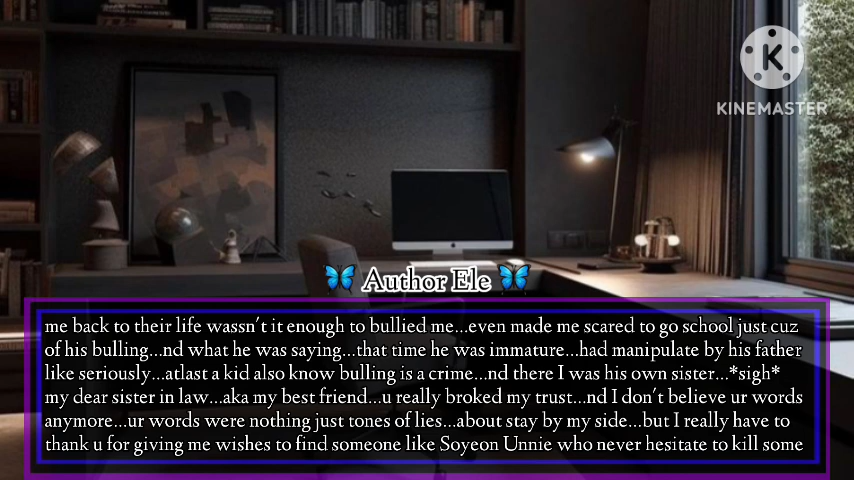 KINEMASTER
🦋 Author Ele 🦋
me back to their life wassn't it enough to bullied me...even made me scared to go school just cuz
of his bulling...nd what he was saying...that time he was immature...had manipulate by his father
like seriously...atlast a kid also know bulling is a crime...nd there I was his own sister...*sigh*
my dear sister in law...aka my best friend...u really broked my trust...nd I don't believe ur words
anymore...ur words were nothing just tones of lies...about stay by my side...but I really have to
thank u for giving me wishes to find someone like Soyeon Unnie who never hesitate to kill some